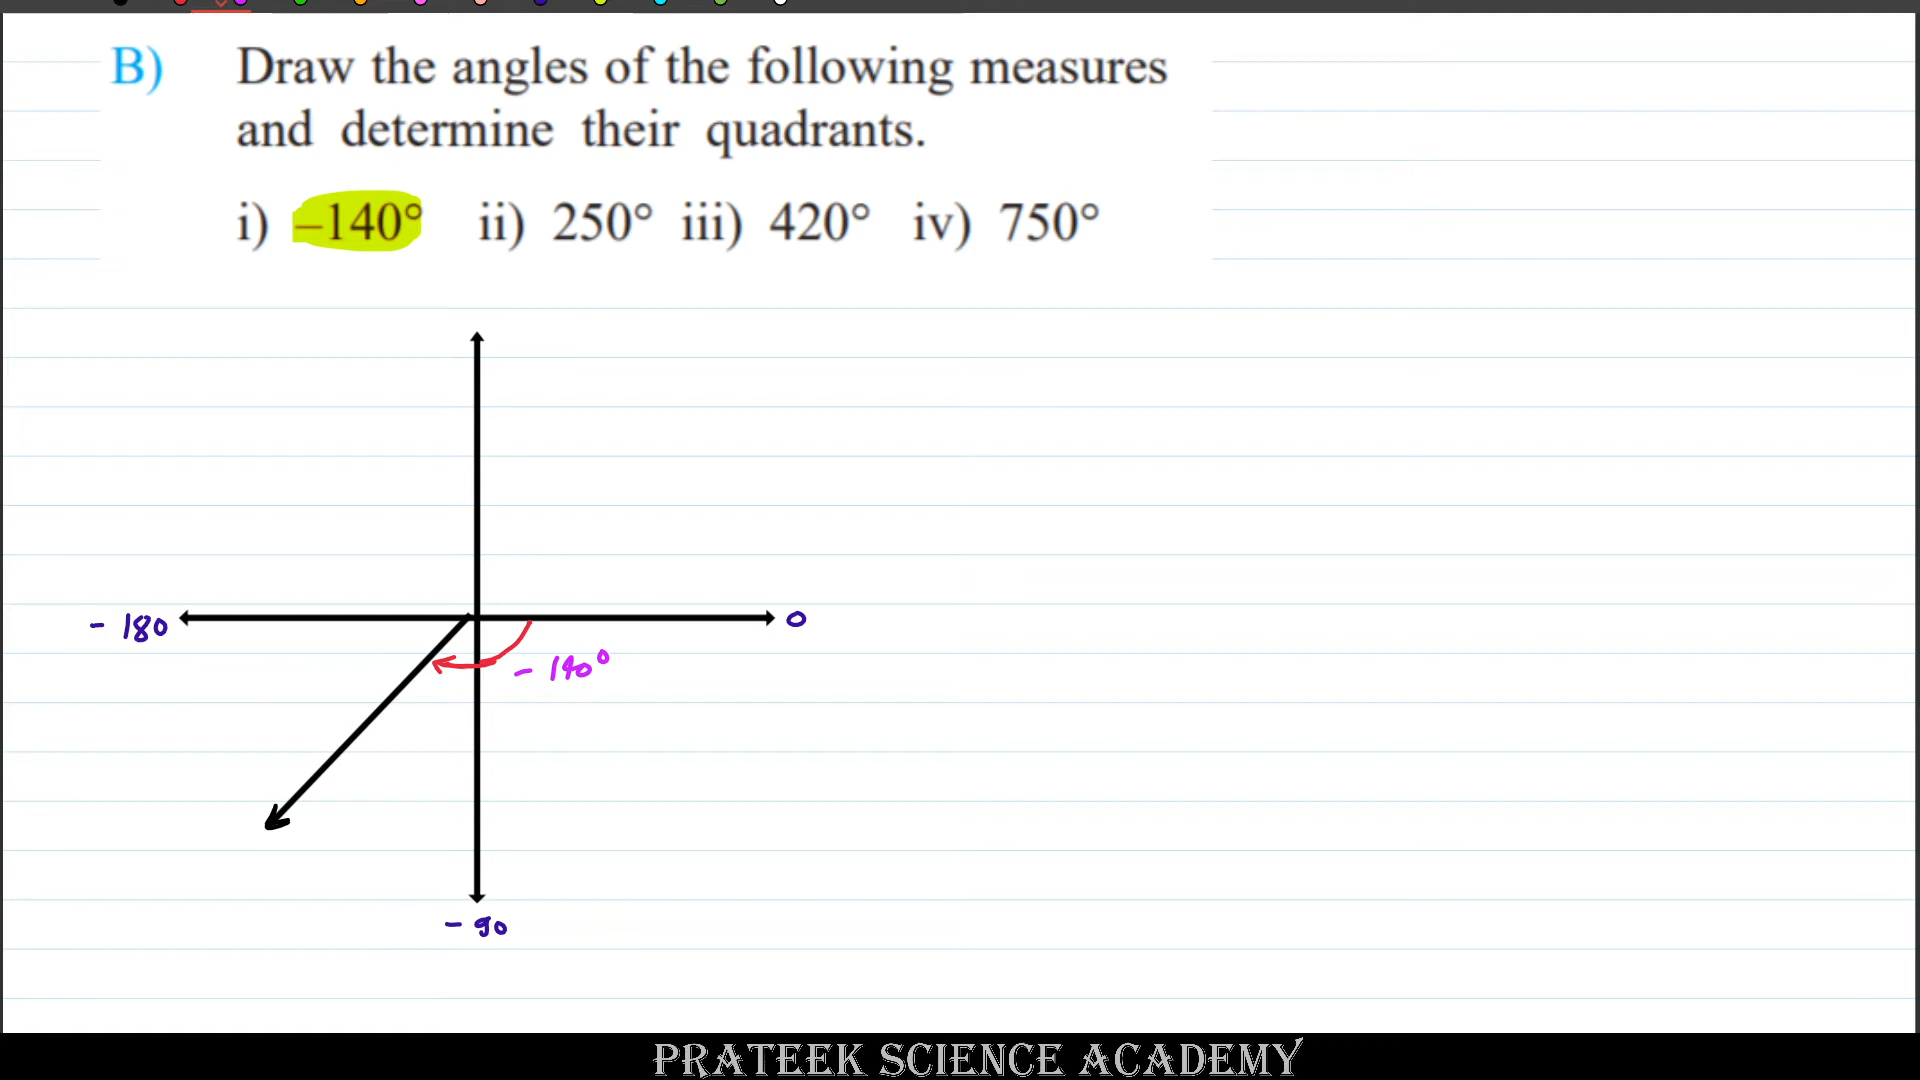 B) Draw the angles of the following measures
and determine their quadrants.
i) –140° ii) 250° iii) 420° iv) 750°
- 180
0
- 140°
- 90
PRATEEK SCIENCE ACADEMY